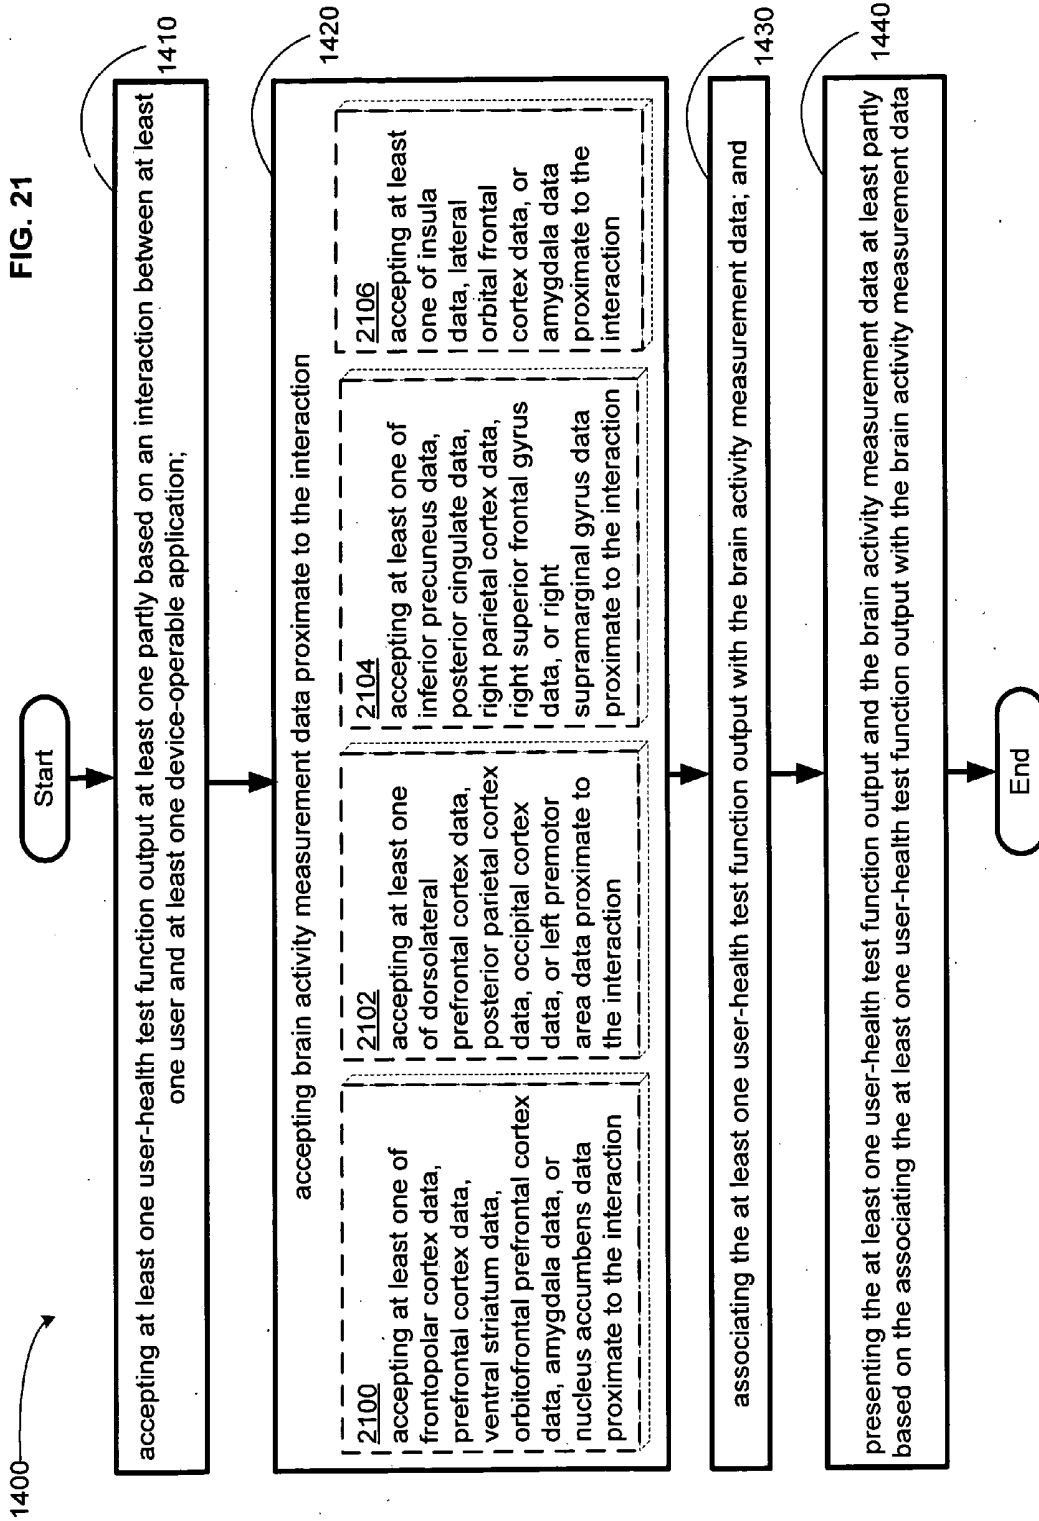 FIG. 21
1400
Start
1410
accepting at least one user-health test function output at least one partly based on an interaction between at least
one user and at least one device-operable application;
1420
accepting brain activity measurement data proximate to the interaction
2100
accepting at least one of
frontopolar cortex data,
prefrontal cortex data,
ventral striatum data,
orbitofrontal prefrontal cortex
data, amygdala data, or
nucleus accumbens data
proximate to the interaction
2102
accepting at least one
of dorsolateral
prefrontal cortex data,
posterior parietal cortex
data, occipital cortex
data, or left premotor
area data proximate to
the interaction
2104
accepting at least one of
inferior precuneus data,
posterior cingulate data,
right parietal cortex data,
right superior frontal gyrus
data, or right
supramarginal gyrus data
proximate to the interaction
2106
accepting at least
one of insula
data, lateral
orbital frontal
cortex data, or
amygdala data
proximate to the
interaction
1430
associating the at least one user-health test function output with the brain activity measurement data; and
1440
presenting the at least one user-health test function output and the brain activity measurement data at least partly
based on the associating the at least one user-health test function output with the brain activity measurement data
End